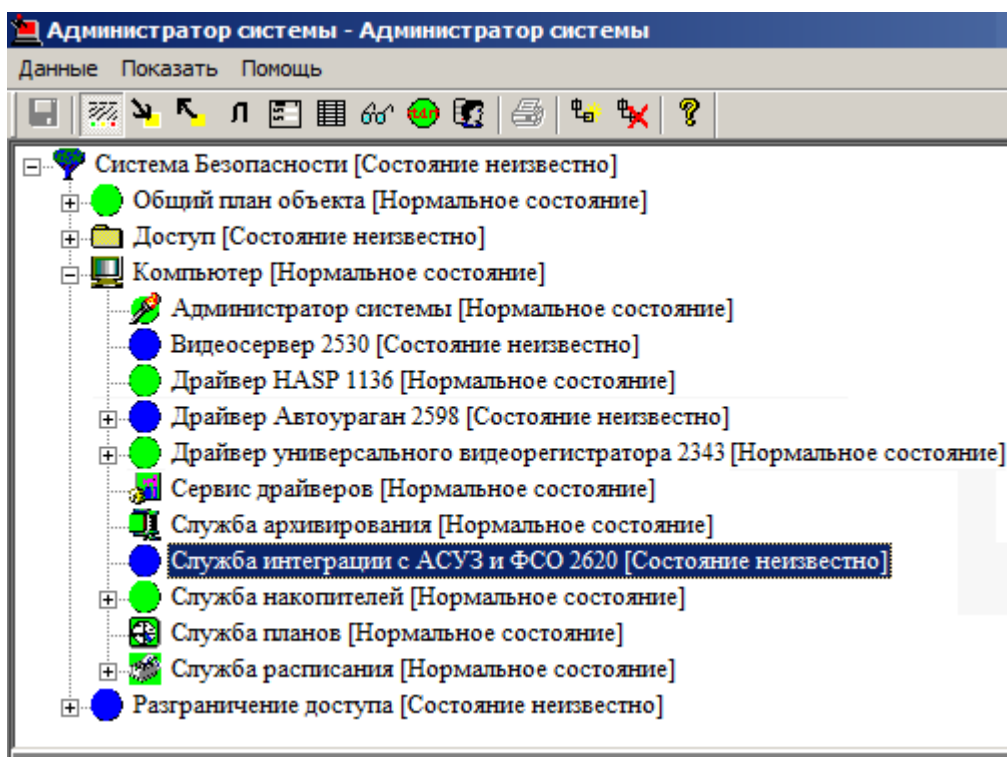 Администратор системы - Администратор системы
Данные Показать Помощь
Система Безопасности [Состояние неизвестно]
Общий план объекта [Нормальное состояние]
Доступ [Состояние неизвестно]
Компьютер [Нормальное состояние]
Администратор системы [Нормальное состояние]
Видеосервер 2530 [Состояние неизвестно]
Драйвер HASP 1136 [Нормальное состояние]
Драйвер Автоураган 2598 [Состояние неизвестно]
Драйвер универсального видеорегистратора 2343 [Нормальное состояние]
Сервис драйверов [Нормальное состояние]
Служба архивирования [Нормальное состояние]
Служба интеграции с АСУЗ и ФСО 2620 [Состояние неизвестно]
Служба накопителей [Нормальное состояние]
Служба планов [Нормальное состояние]
Служба расписания [Нормальное состояние]
Разграничение доступа [Состояние неизвестно]